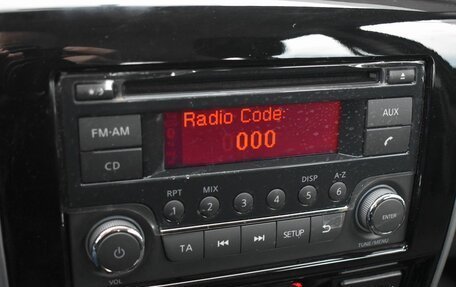 Radio Code
000
FM·AM
AUX
CD
RPT MIX DISP A-Z
1 2 3 4 5 6
TA SETUP
ENTER
VOL
TUNE/MENU